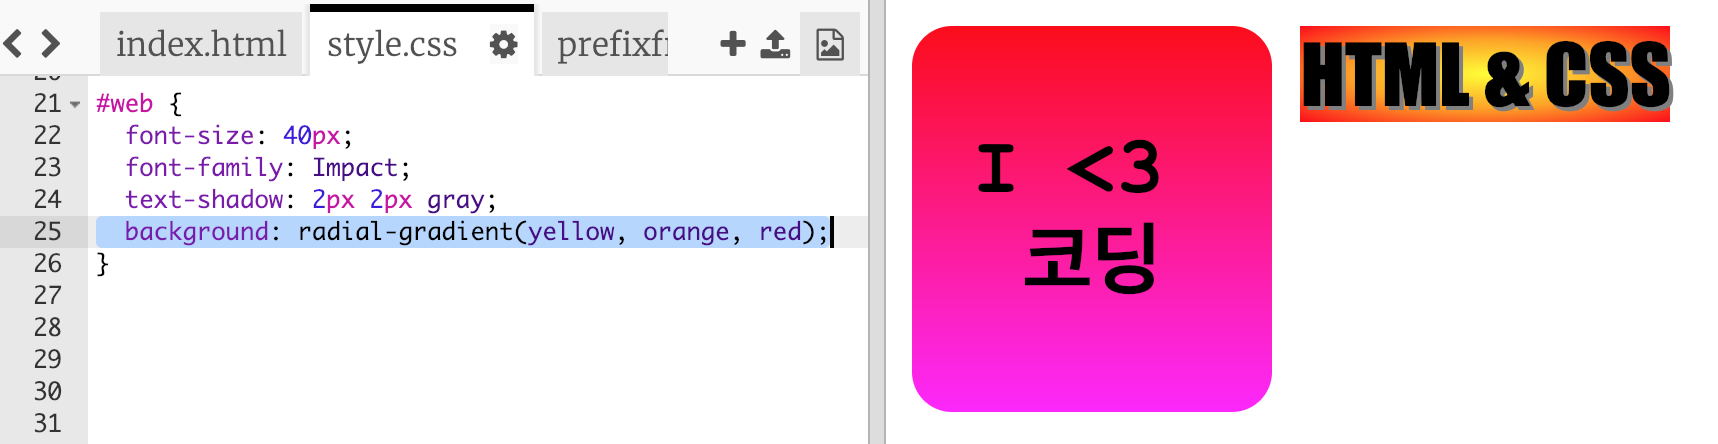 index.html style.css prefixfr
20
21 #web {
22 font-size: 40px;
23 font-family: Impact;
24 text-shadow: 2px 2px gray;
25 background: radial-gradient(yellow, orange, red);
26 }
27
28
29
30
31
I <3
코딩
HTML & CSS